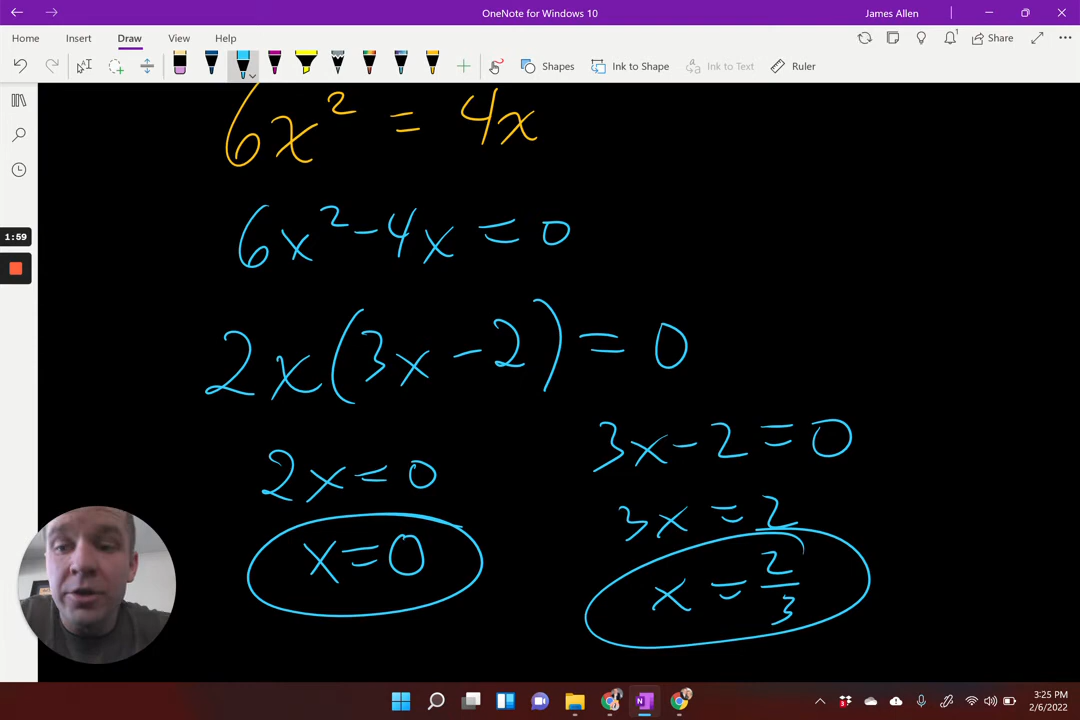 OneNote for Windows 10
James Allen
Home Insert Draw View Help
Share
Shapes Ink to Shape Ink to Text Ruler
6x² = 4x
6x² - 4x = 0
1:59
2x(3x - 2) = 0
3x - 2 = 0
2x = 0
3x = 2
x = 0
x = 2/3
3:25 PM
2/6/2022